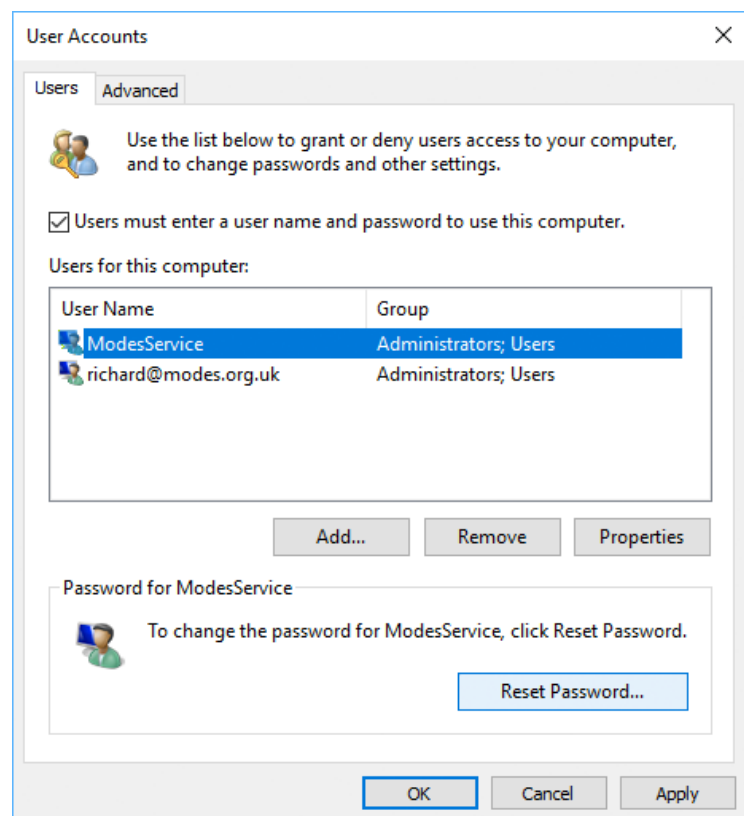 User Accounts
Users
Advanced
Use the list below to grant or deny users access to your computer,
and to change passwords and other settings.
Users must enter a user name and password to use this computer.
Users for this computer:
User Name Group
ModesService Administrators; Users
richard@modes.org.uk Administrators; Users
Add... Remove Properties
Password for ModesService
To change the password for ModesService, click Reset Password.
Reset Password...
OK Cancel Apply